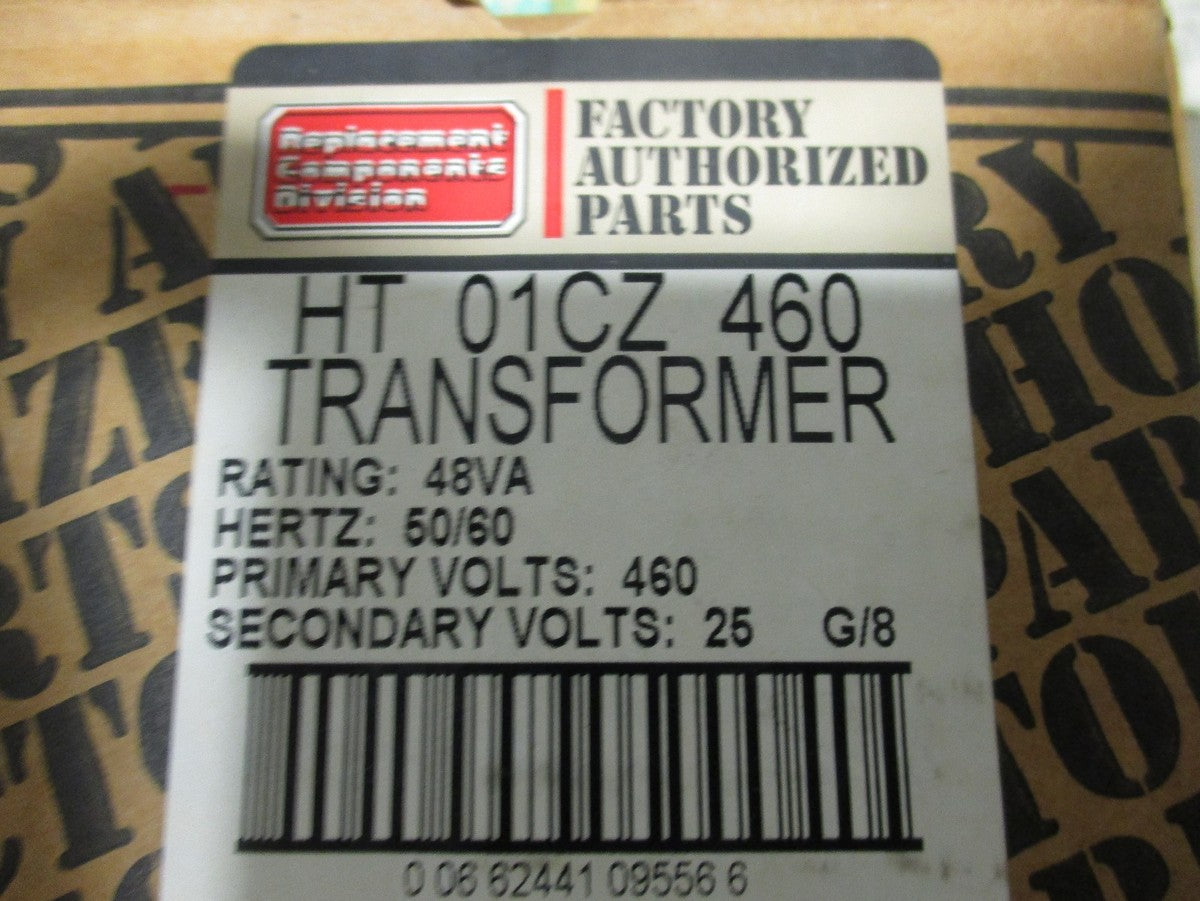 Replacement
Components
Division
FACTORY
AUTHORIZED
PARTS
HT 01CZ 460
TRANSFORMER
RATING: 48VA
HERTZ: 50/60
PRIMARY VOLTS: 460
SECONDARY VOLTS: 25 G/8
0 06 62441 09556 6